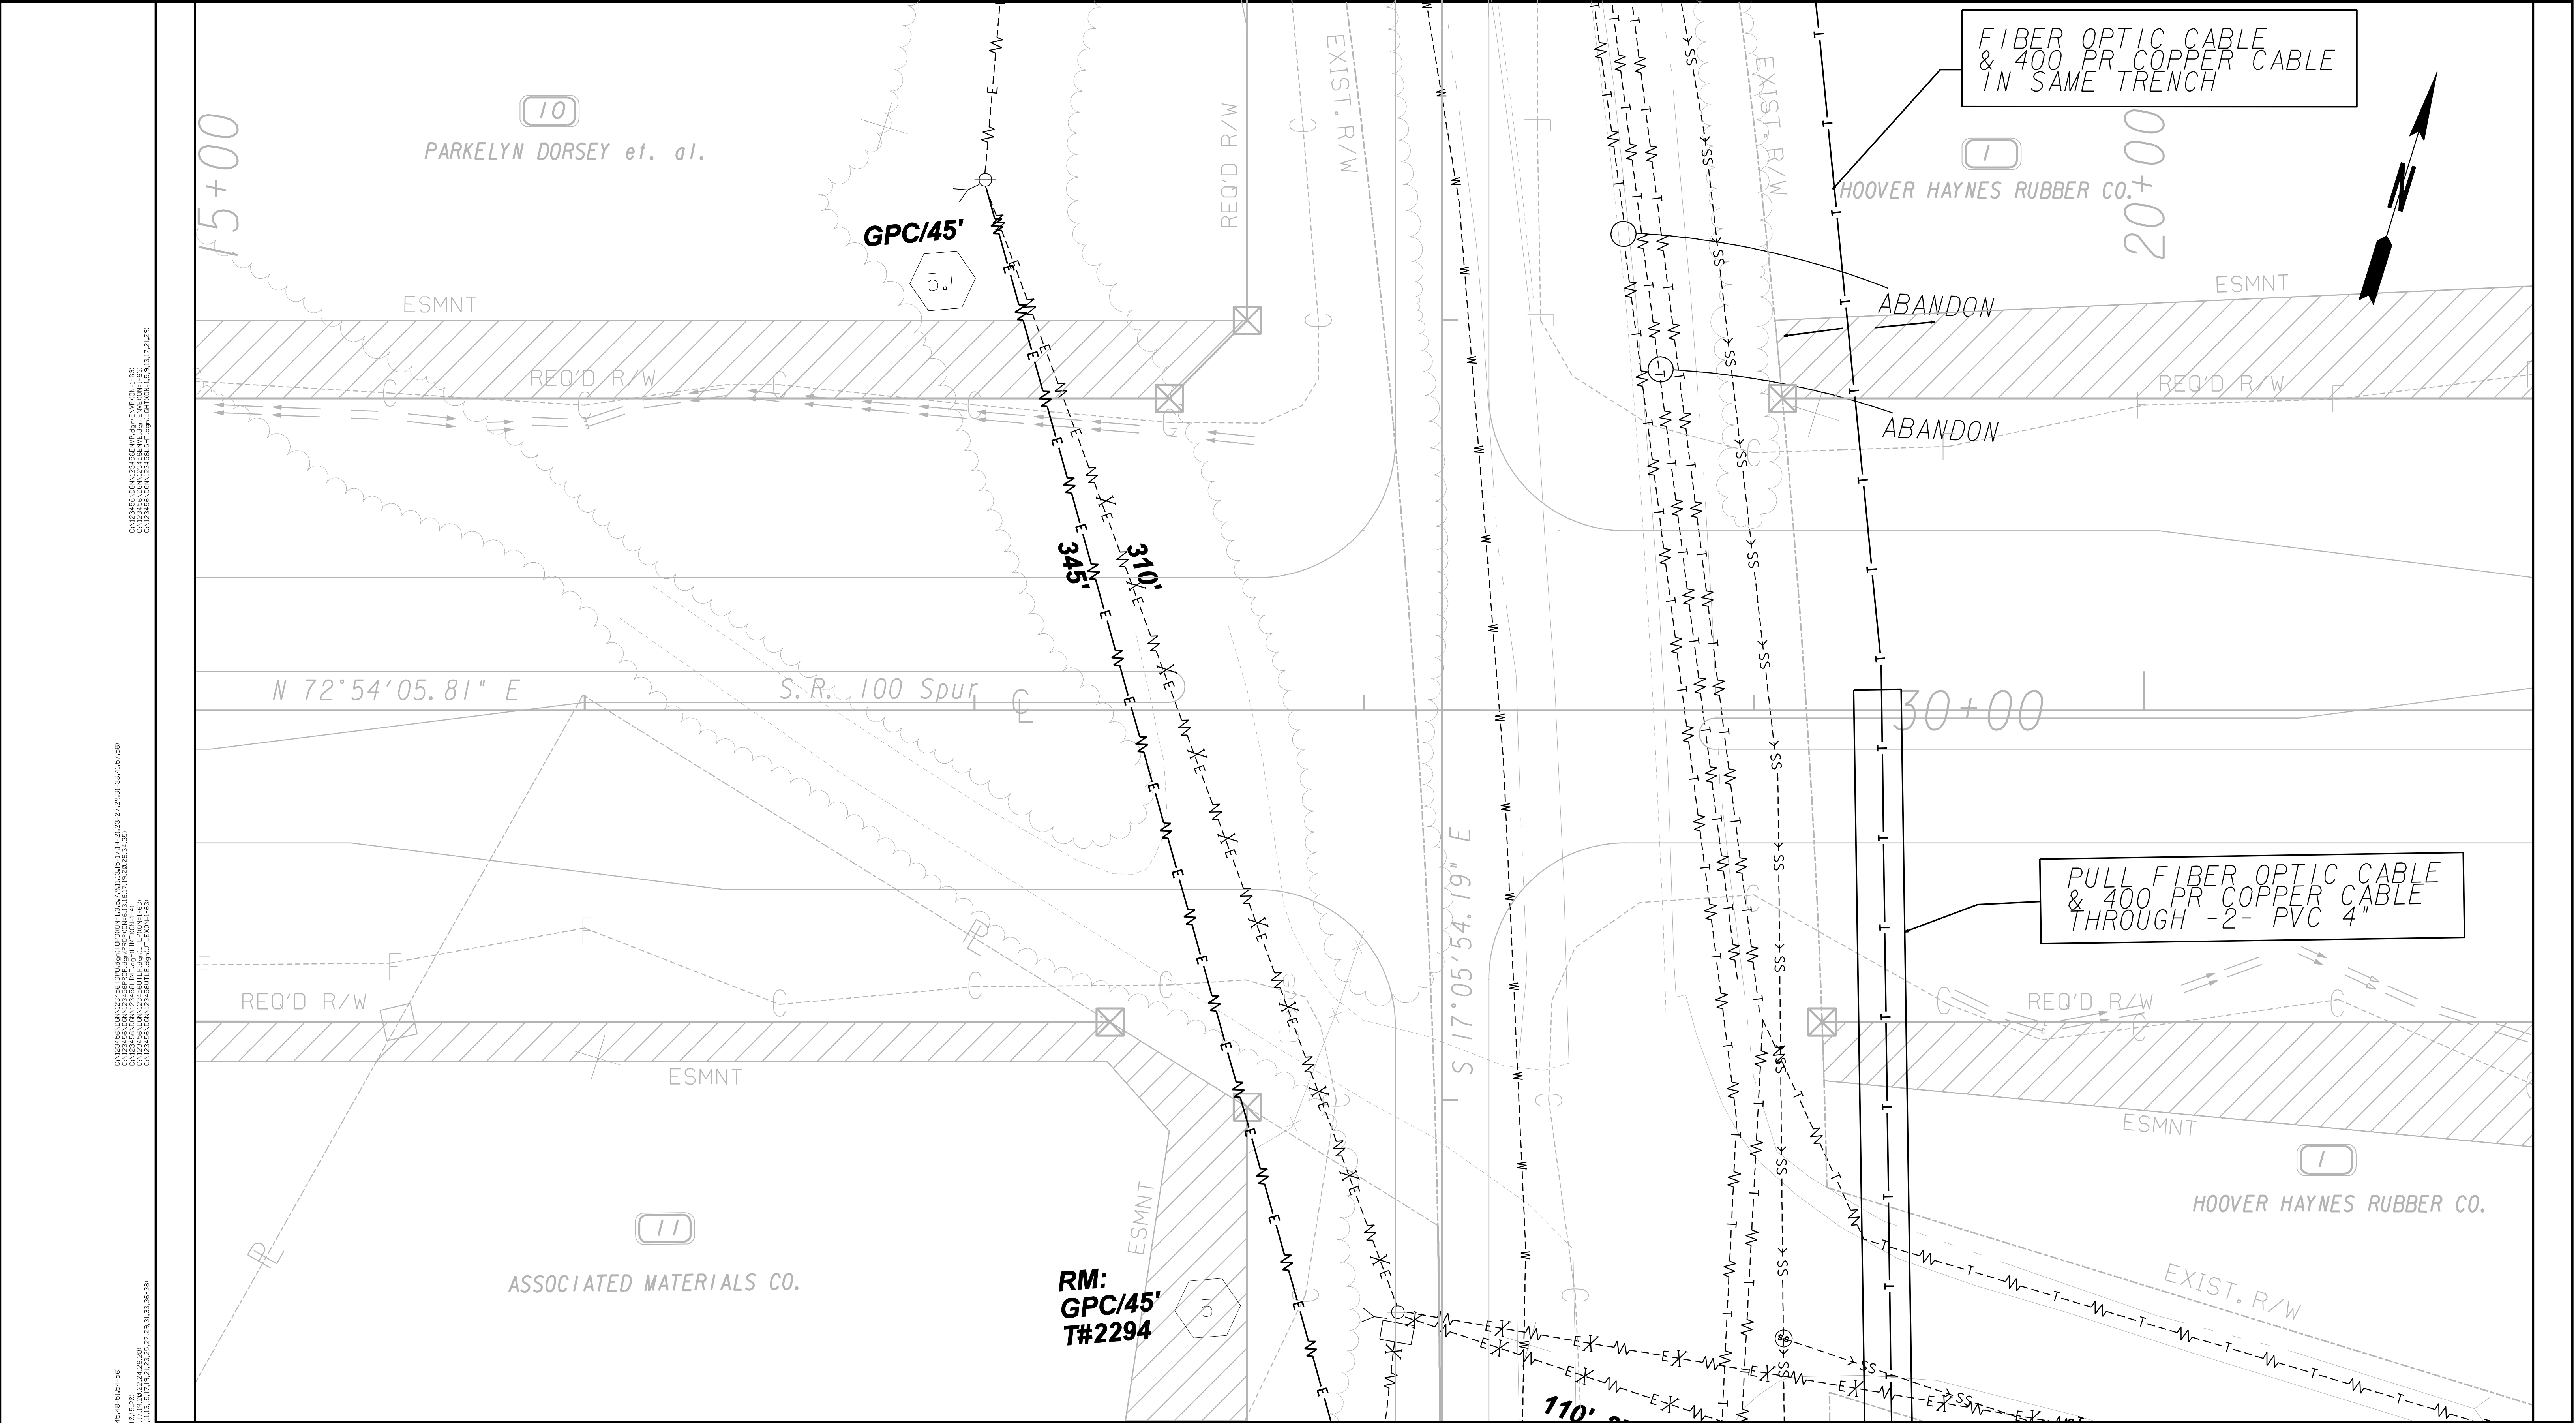 FIBER OPTIC CABLE
& 400 PR COPPER CABLE
IN SAME TRENCH
10
PARKELYN DORSEY et. al.
15+00
REQ'D R/W
EXIST. R/W
EXIST. R/W
1
HOOVER HAYNES RUBBER CO.
20+00
N
GPC/45'
5.1
ESMNT
ESMNT
ABANDON
REQ'D R/W
REQ'D R/W
ABANDON
345'
310'
N 72°54'05.81" E
S.R. 100 Spur
30+00
S 17°05'54.19" E
PULL FIBER OPTIC CABLE
& 400 PR COPPER CABLE
THROUGH -2- PVC 4"
REQ'D R/W
REQ'D R/W
ESMNT
ESMNT
ESMNT
1
HOOVER HAYNES RUBBER CO.
11
ASSOCIATED MATERIALS CO.
RM:
GPC/45'
T#2294
5
EXIST. R/W
110'